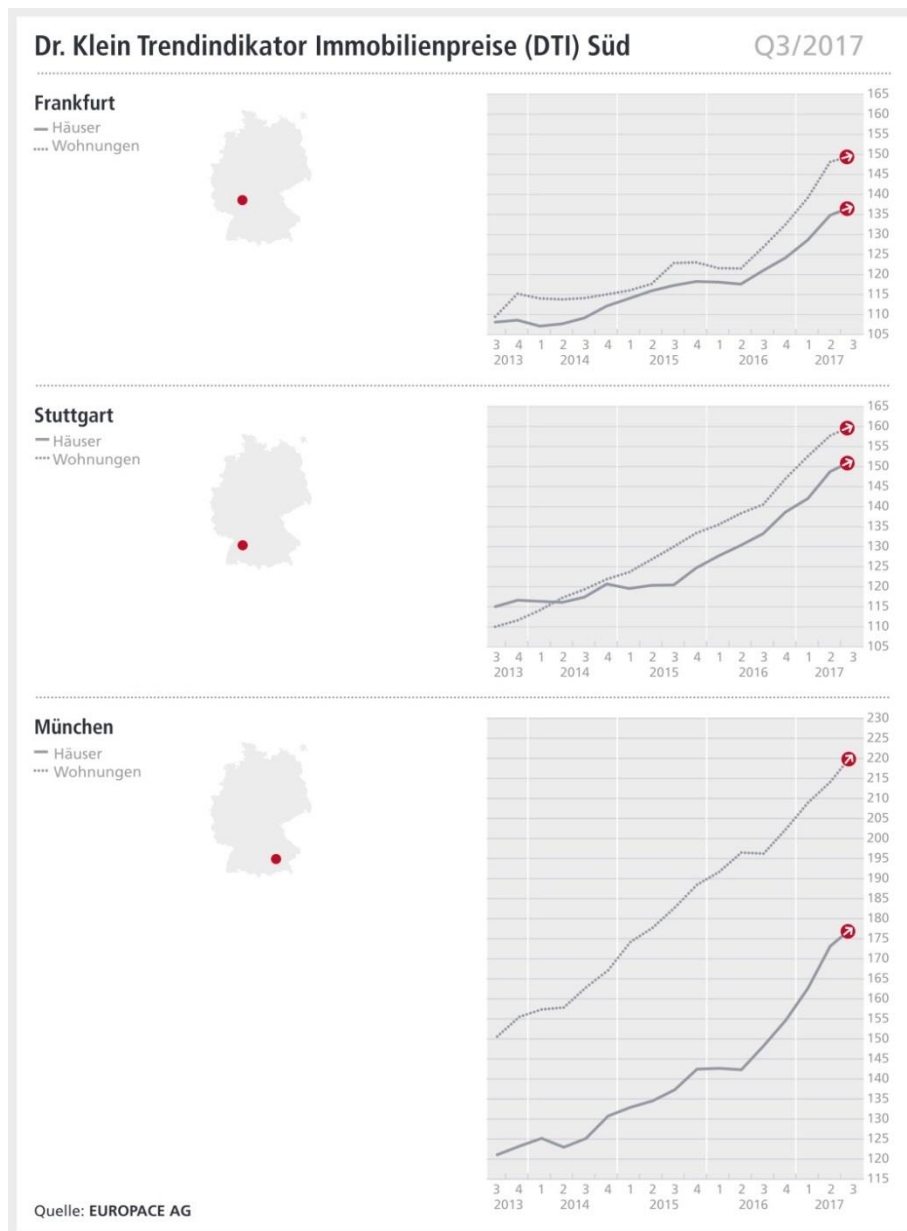 Dr. Klein Trendindikator Immobilienpreise (DTI) Süd Q3/2017
Frankfurt
Häuser
Wohnungen
165
160
155
150
145
140
135
130
125
120
115
110
105
3 4 1 2 3 4 1 2 3 4 1 2 3 4 1 2 3
2013 2014 2015 2016 2017
Stuttgart
Häuser
Wohnungen
165
160
155
150
145
140
135
130
125
120
115
110
105
3 4 1 2 3 4 1 2 3 4 1 2 3 4 1 2 3
2013 2014 2015 2016 2017
München
Häuser
Wohnungen
230
225
220
215
210
205
200
195
190
185
180
175
170
165
160
155
150
145
140
135
130
125
120
115
3 4 1 2 3 4 1 2 3 4 1 2 3 4 1 2 3
2013 2014 2015 2016 2017
Quelle: EUROPACE AG